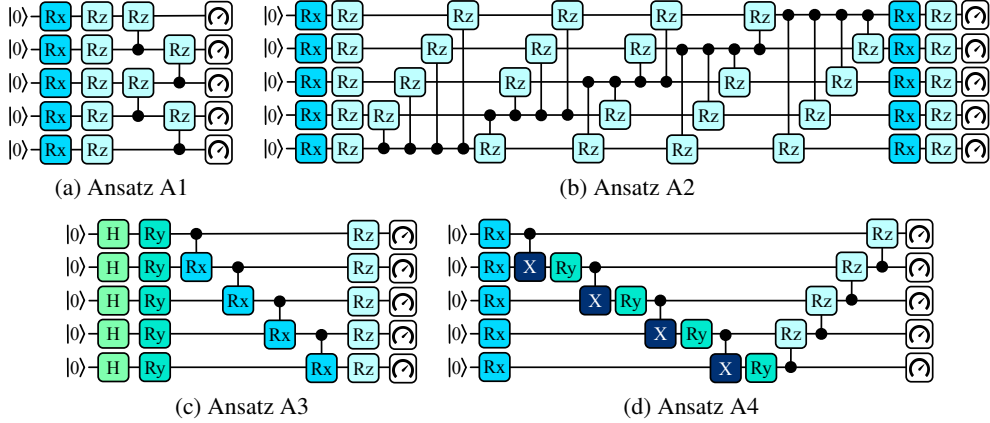 |0⟩ Rx Rz Rz
|0⟩ Rx Rz Rz
|0⟩ Rx Rz Rz
|0⟩ Rx Rz Rz
|0⟩ Rx Rz
(a) Ansatz A1
|0⟩ Rx Rz Rz Rz Rz Rz Rx Rz
|0⟩ Rx Rz Rz Rz Rz Rz Rx Rz
|0⟩ Rx Rz Rz Rz Rz Rz Rx Rz
|0⟩ Rx Rz Rz Rz Rz Rz Rx Rz
|0⟩ Rx Rz Rz Rz Rz Rz Rx Rz
(b) Ansatz A2
|0⟩ H Ry Rz
|0⟩ H Ry Rx Rz
|0⟩ H Ry Rx Rz
|0⟩ H Ry Rx Rz
|0⟩ H Ry Rx Rz
(c) Ansatz A3
|0⟩ Rx Rz
|0⟩ Rx X Ry Rz
|0⟩ Rx X Ry Rz
|0⟩ Rx X Ry Rz
|0⟩ Rx X Ry
(d) Ansatz A4